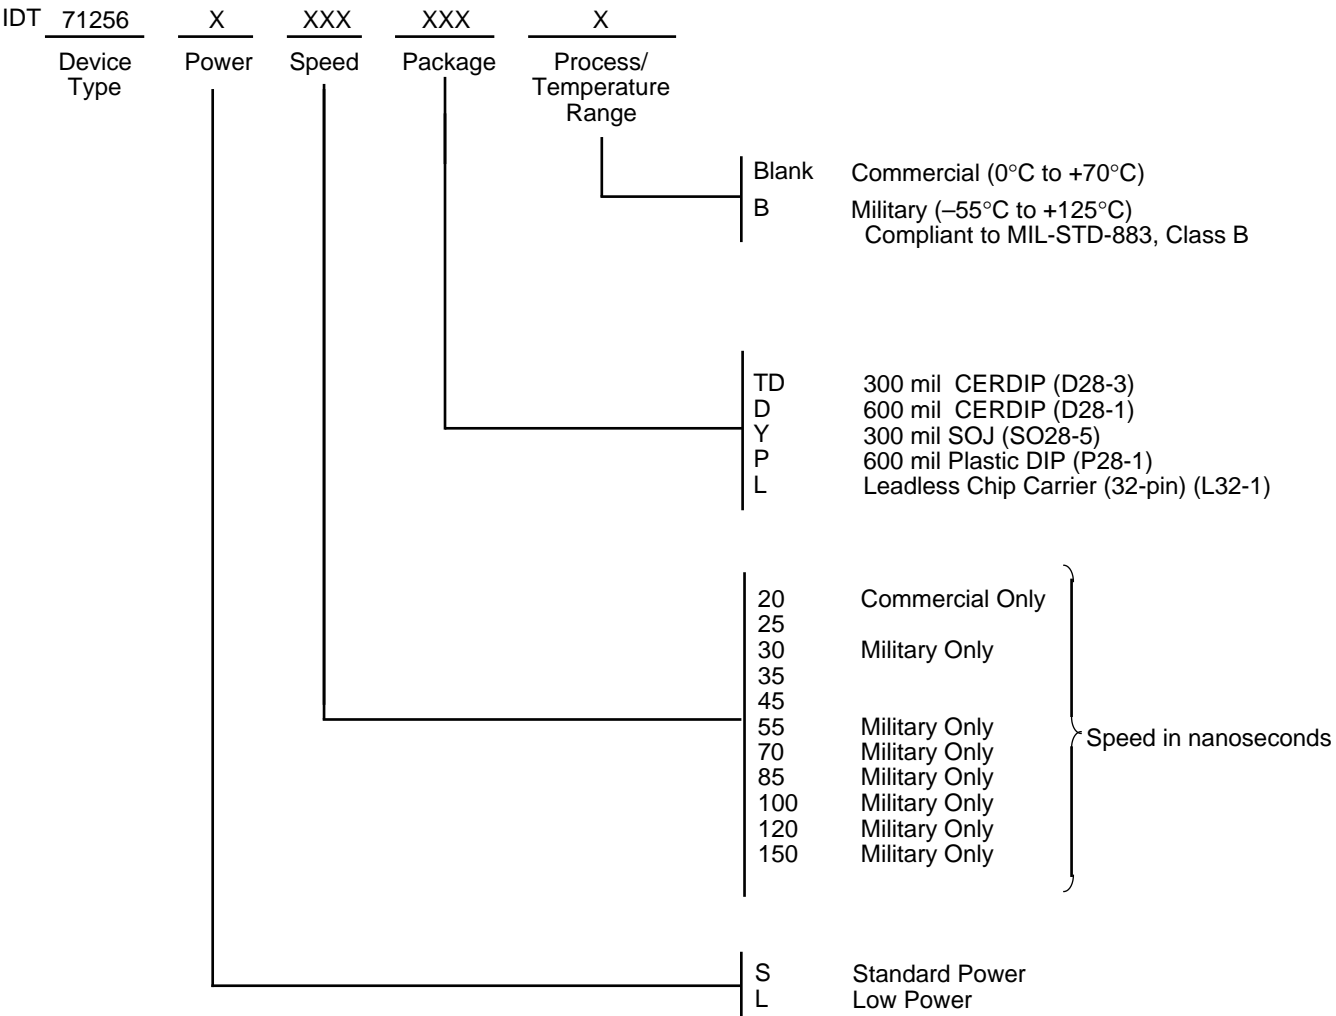 IDT 71256 X XXX XXX X
Device Type Power Speed Package Process/ Temperature Range
Blank Commercial (0°C to +70°C)
B Military (–55°C to +125°C)
Compliant to MIL-STD-883, Class B
TD 300 mil CERDIP (D28-3)
D 600 mil CERDIP (D28-1)
Y 300 mil SOJ (SO28-5)
P 600 mil Plastic DIP (P28-1)
L Leadless Chip Carrier (32-pin) (L32-1)
20 Commercial Only
25
30 Military Only
35
45
55 Military Only
70 Military Only
85 Military Only
100 Military Only
120 Military Only
150 Military Only
Speed in nanoseconds
S Standard Power
L Low Power